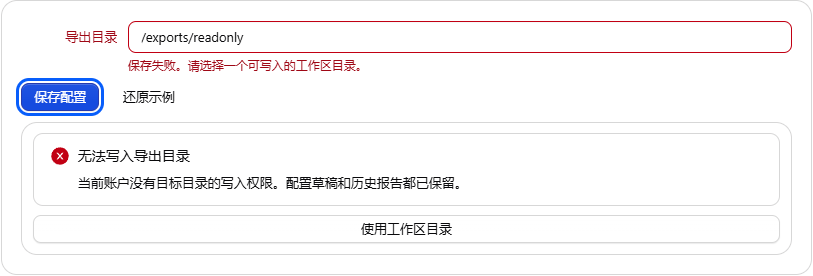 导出目录
/exports/readonly
保存失败。请选择一个可写入的工作区目录。
保存配置 还原示例
无法写入导出目录
当前账户没有目标目录的写入权限。配置草稿和历史报告都已保留。
使用工作区目录